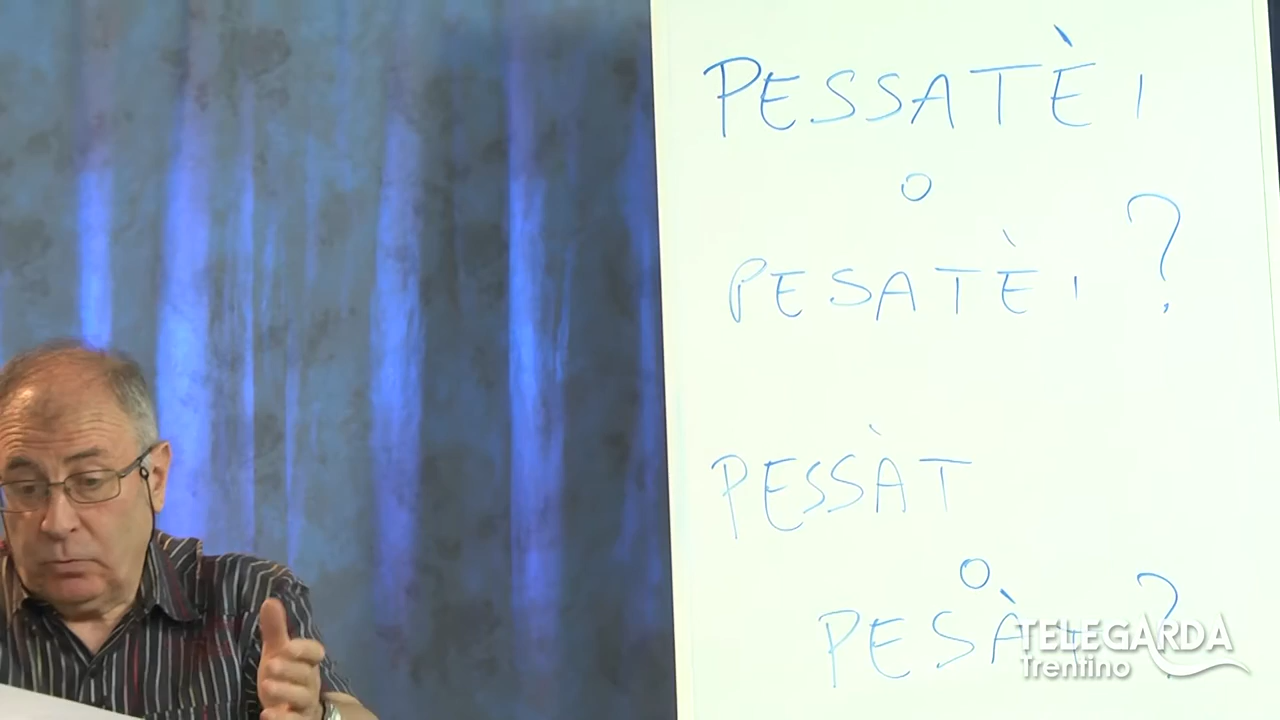 PESSATÈI
O
PESATÈI ?
PESSÀT
O
PESÀT ?
TELEGARDA
Trentino